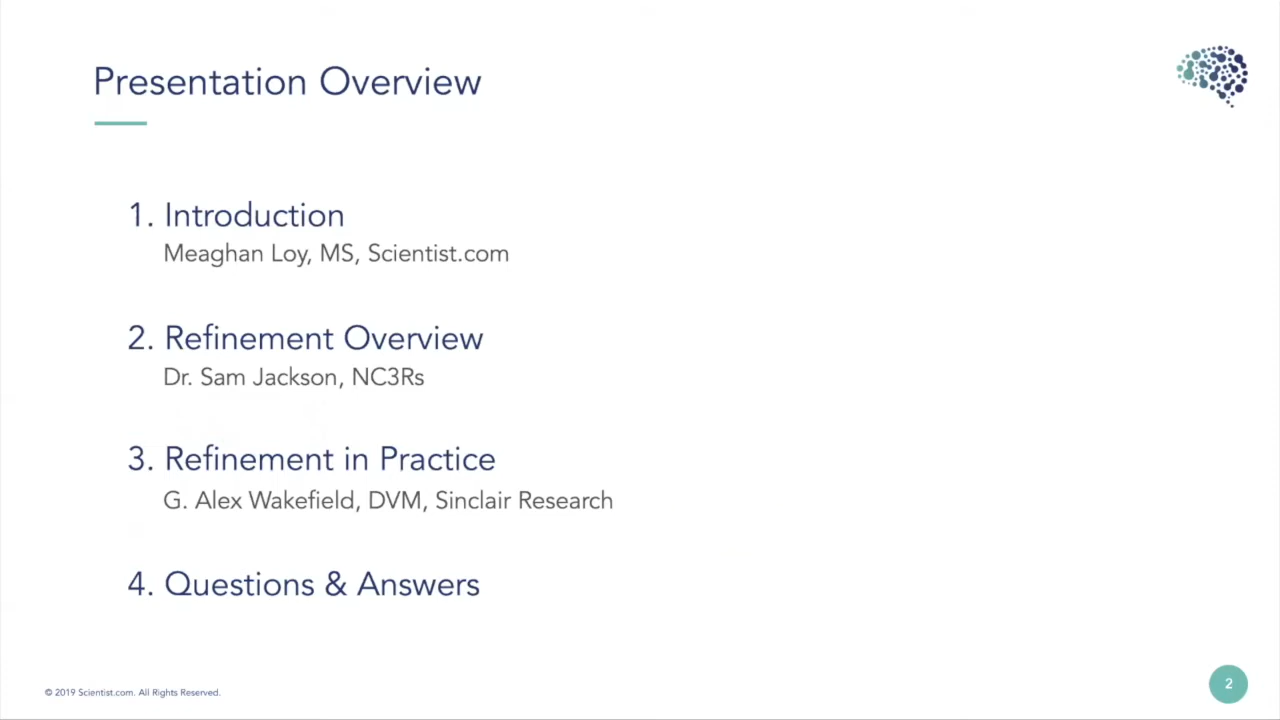 Presentation Overview
1. Introduction
Meaghan Loy, MS, Scientist.com
2. Refinement Overview
Dr. Sam Jackson, NC3Rs
3. Refinement in Practice
G. Alex Wakefield, DVM, Sinclair Research
4. Questions & Answers
© 2019 Scientist.com. All Rights Reserved.
2